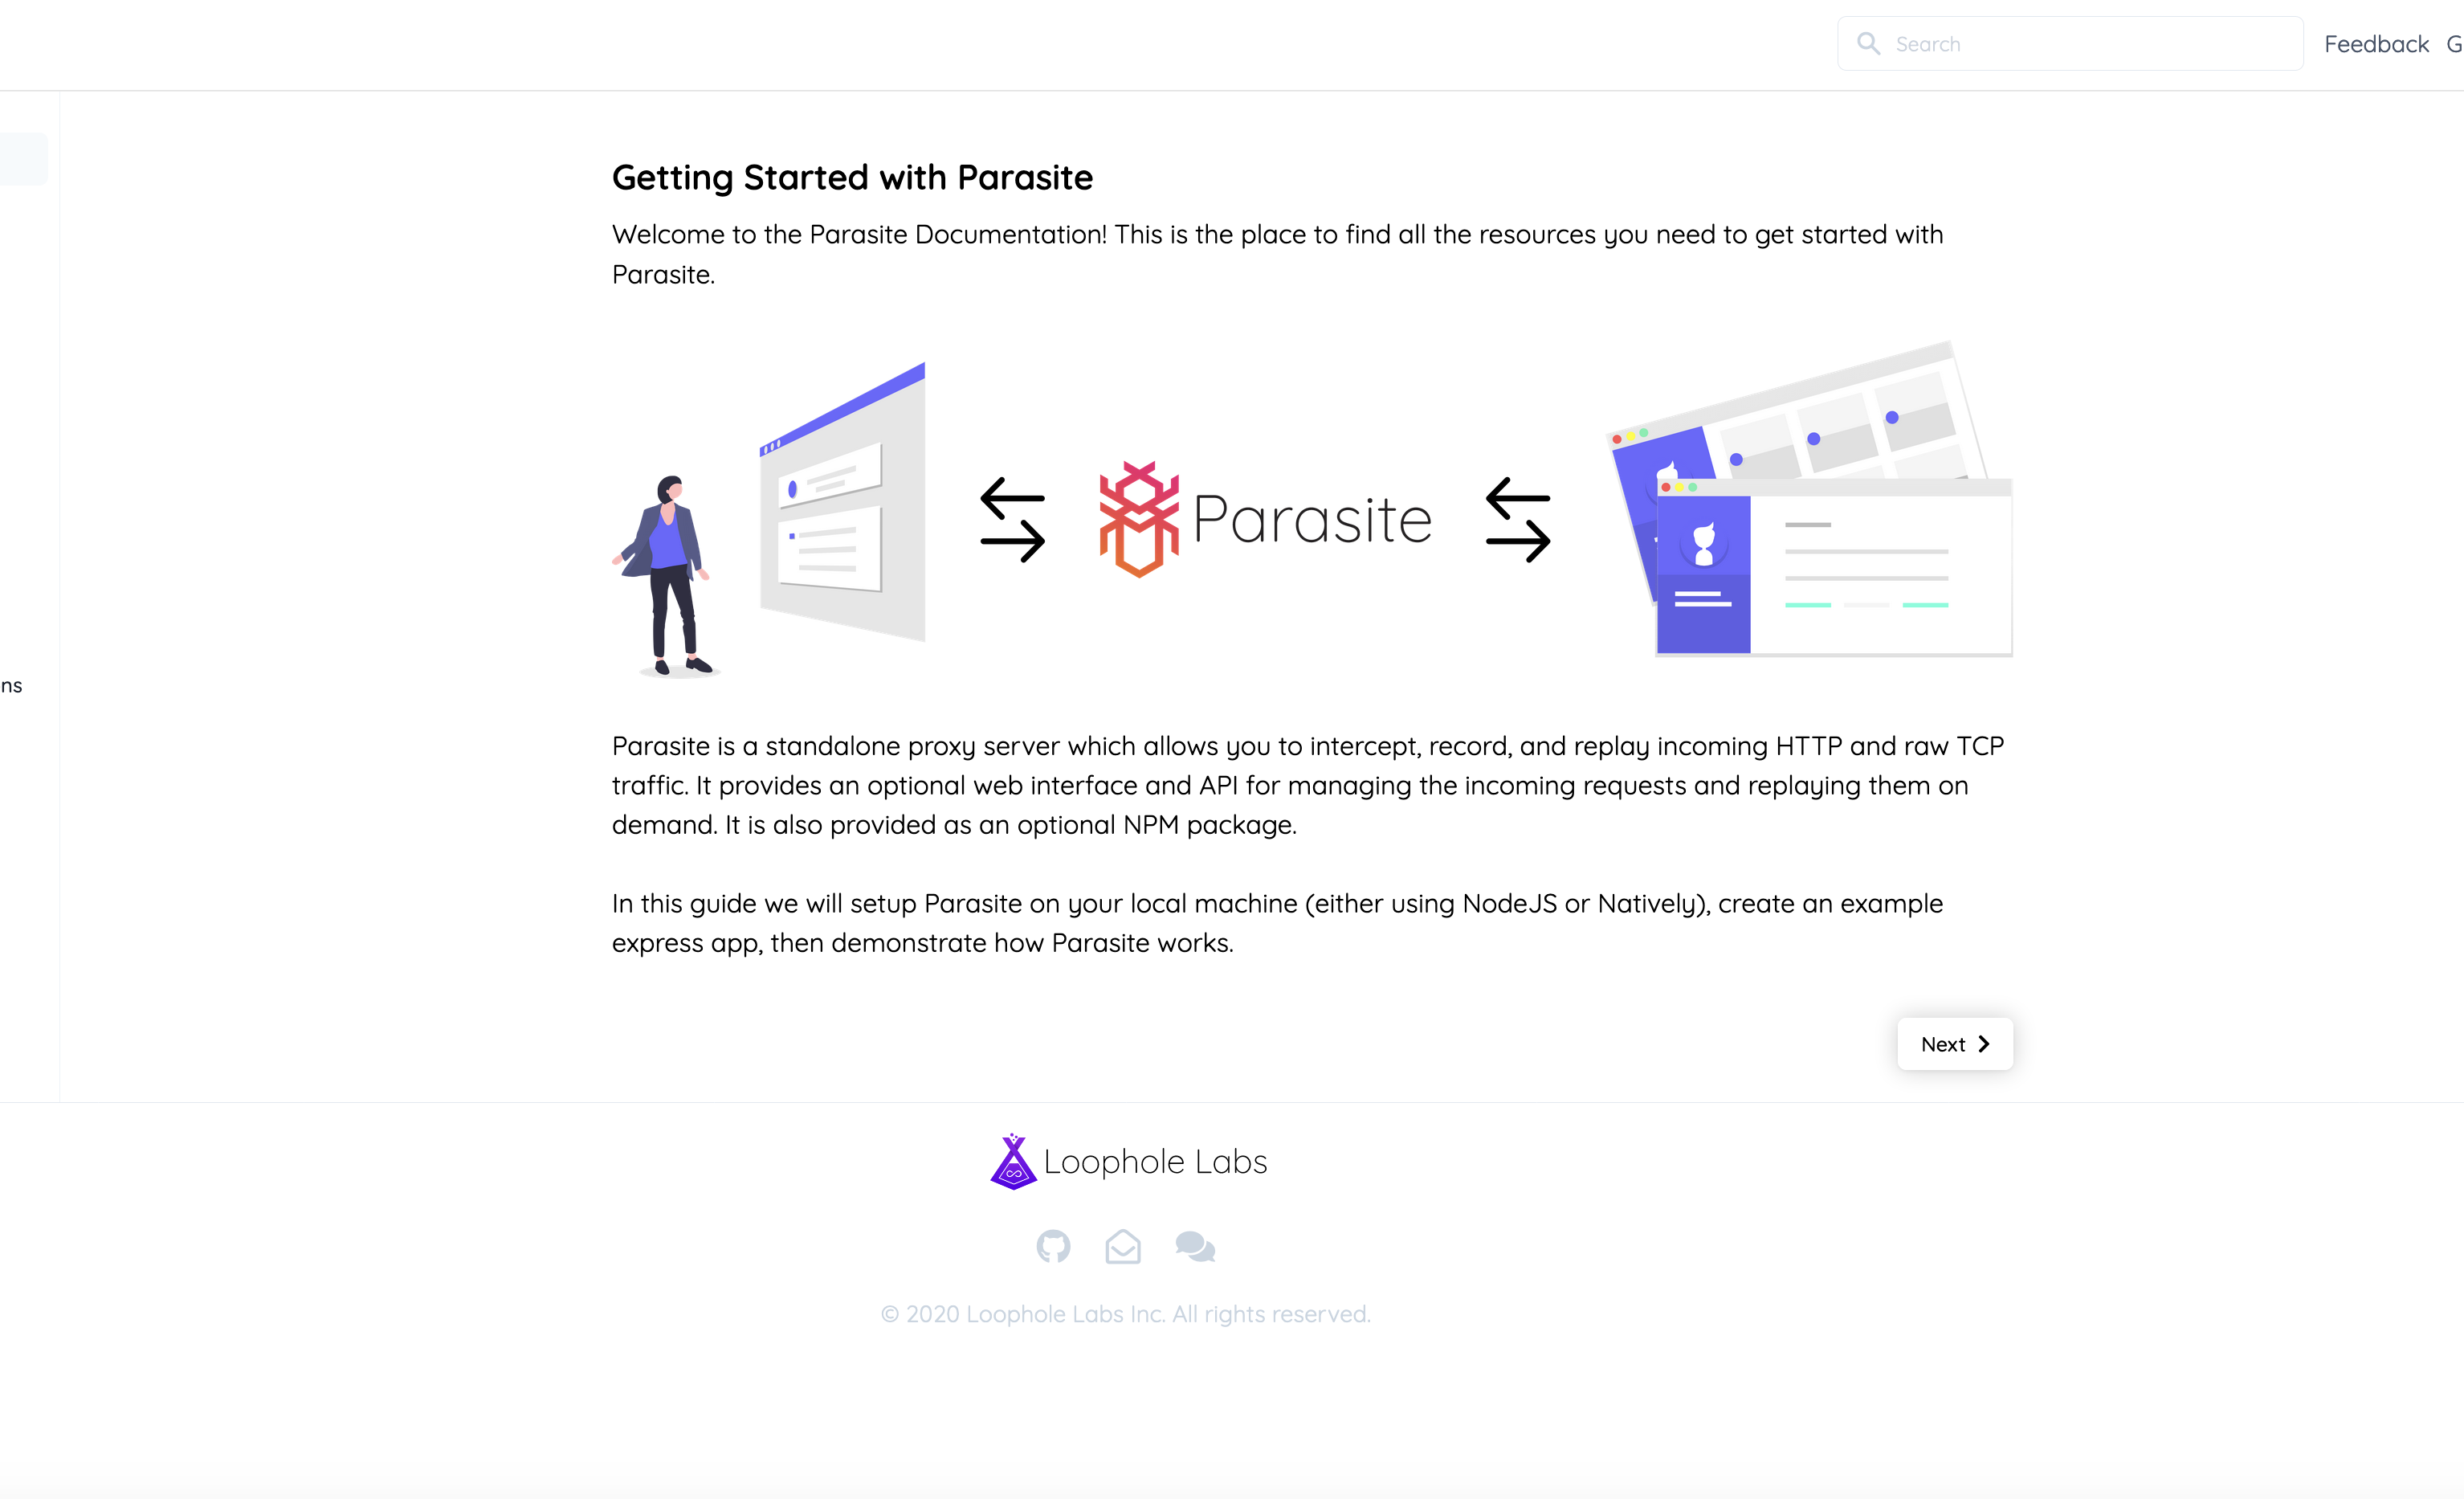 Search
Feedback
Getting Started with Parasite
Welcome to the Parasite Documentation! This is the place to find all the resources you need to get started with
Parasite.
Parasite
ns
Parasite is a standalone proxy server which allows you to intercept, record, and replay incoming HTTP and raw TCP
traffic. It provides an optional web interface and API for managing the incoming requests and replaying them on
demand. It is also provided as an optional NPM package.
In this guide we will setup Parasite on your local machine (either using NodeJS or Natively), create an example
express app, then demonstrate how Parasite works.
Next
Loophole Labs
© 2020 Loophole Labs Inc. All rights reserved.